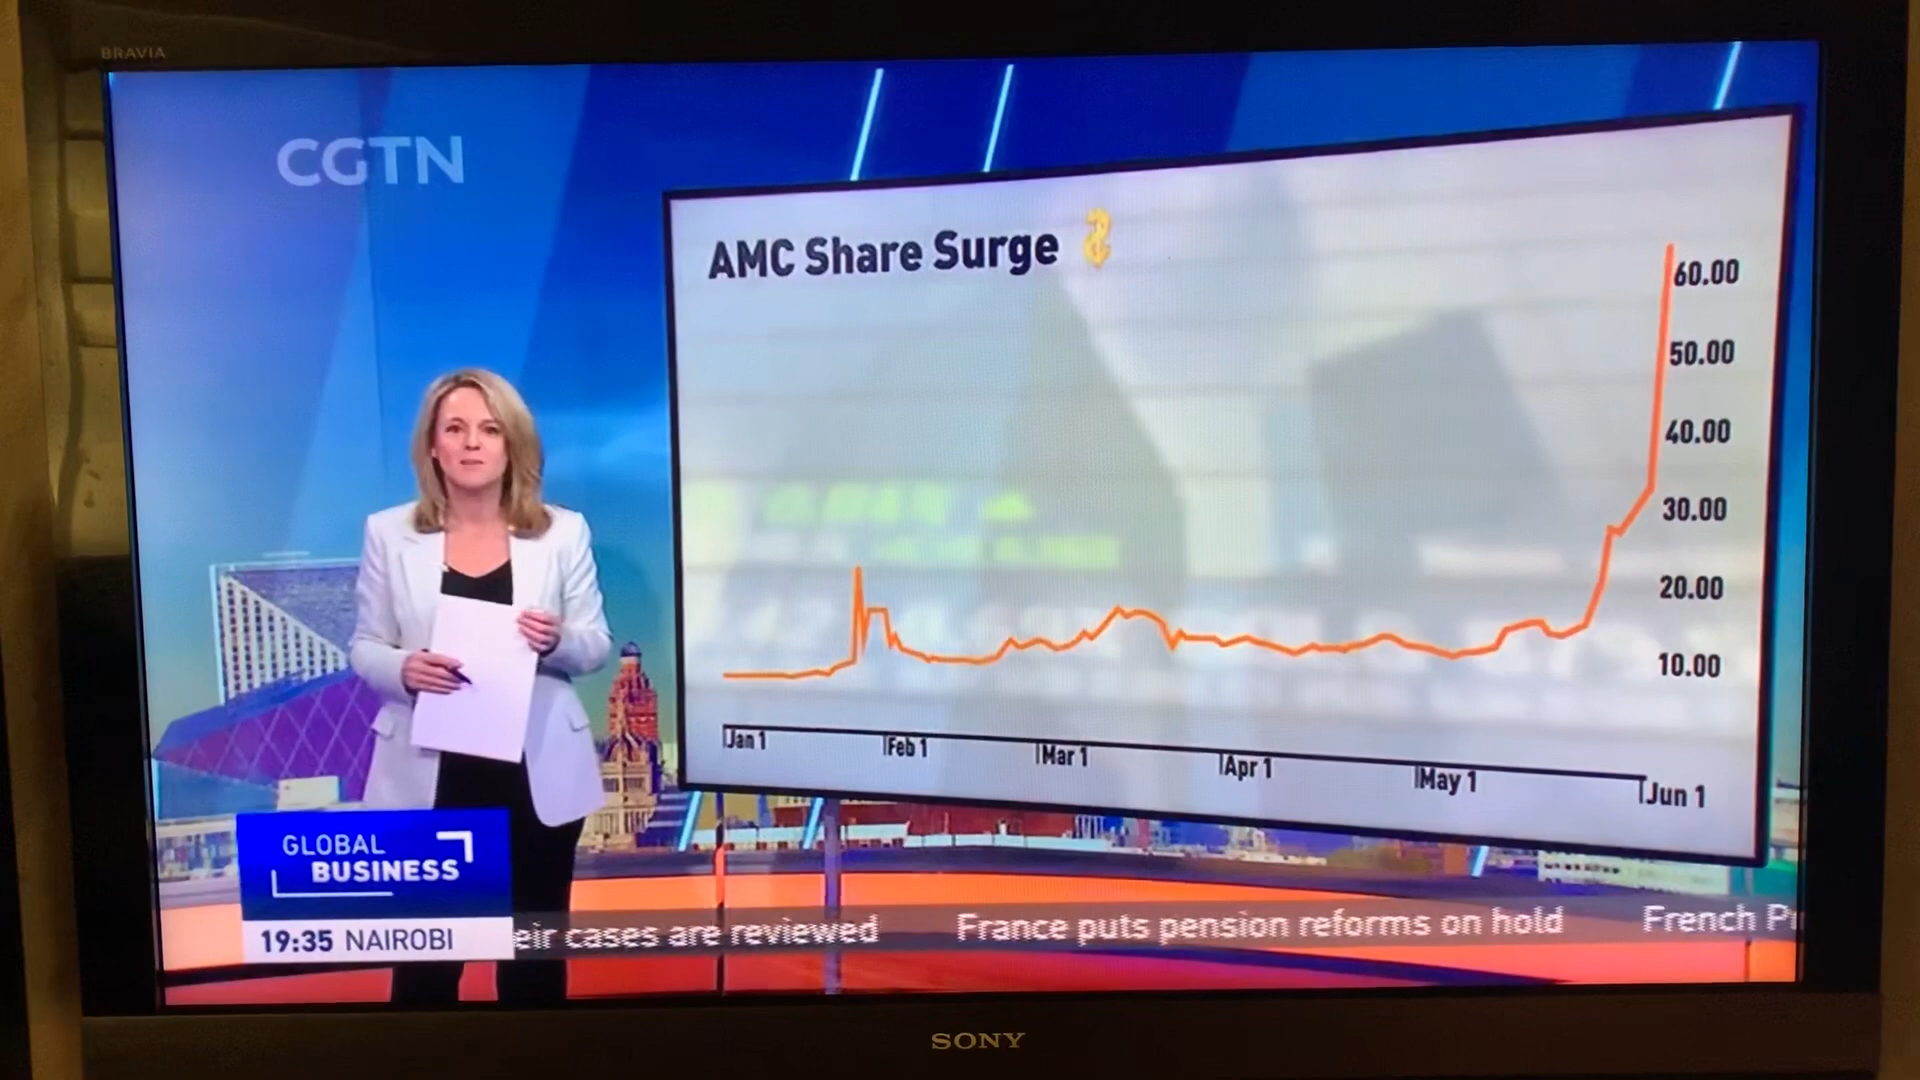 BRAVIA
CGTN
AMC Share Surge
60.00
50.00
40.00
30.00
20.00
10.00
Jan 1
Feb 1
Mar 1
Apr 1
May 1
Jun 1
GLOBAL
BUSINESS
19:35 NAIROBI
eir cases are reviewed France puts pension reforms on hold French P
SONY